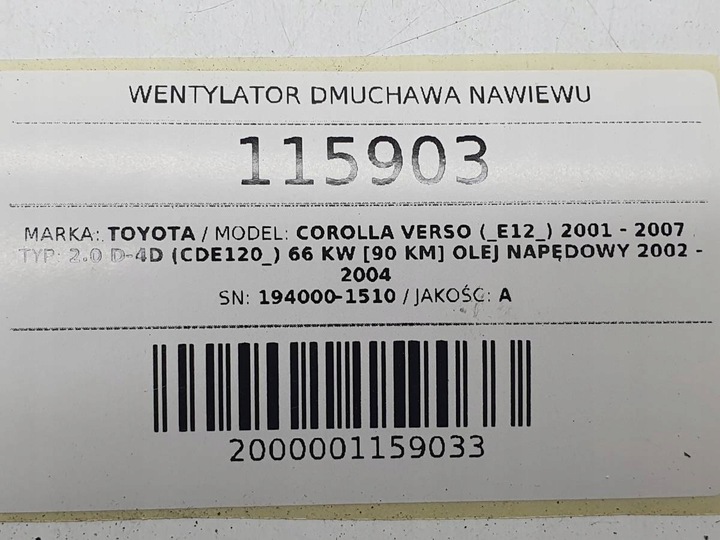 WENTYLATOR DMUCHAWA NAWIEWU
115903
MARKA: TOYOTA / MODEL: COROLLA VERSO (_E12_) 2001 - 2007
TYP: 2.0 D-4D (CDE120_) 66 KW [90 KM] OLEJ NAPĘDOWY 2002 -
2004
SN: 194000-1510 / JAKOŚĆ: A
2000001159033